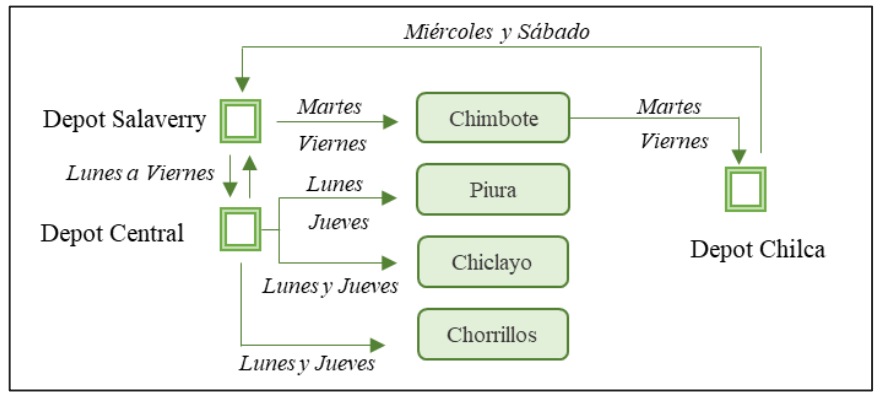 Miércoles y Sábado
Depot Salaverry
Martes
Viernes
Chimbote
Martes
Viernes
Lunes a Viernes
Lunes
Jueves
Piura
Depot Central
Depot Chilca
Chiclayo
Lunes y Jueves
Chorrillos
Lunes y Jueves